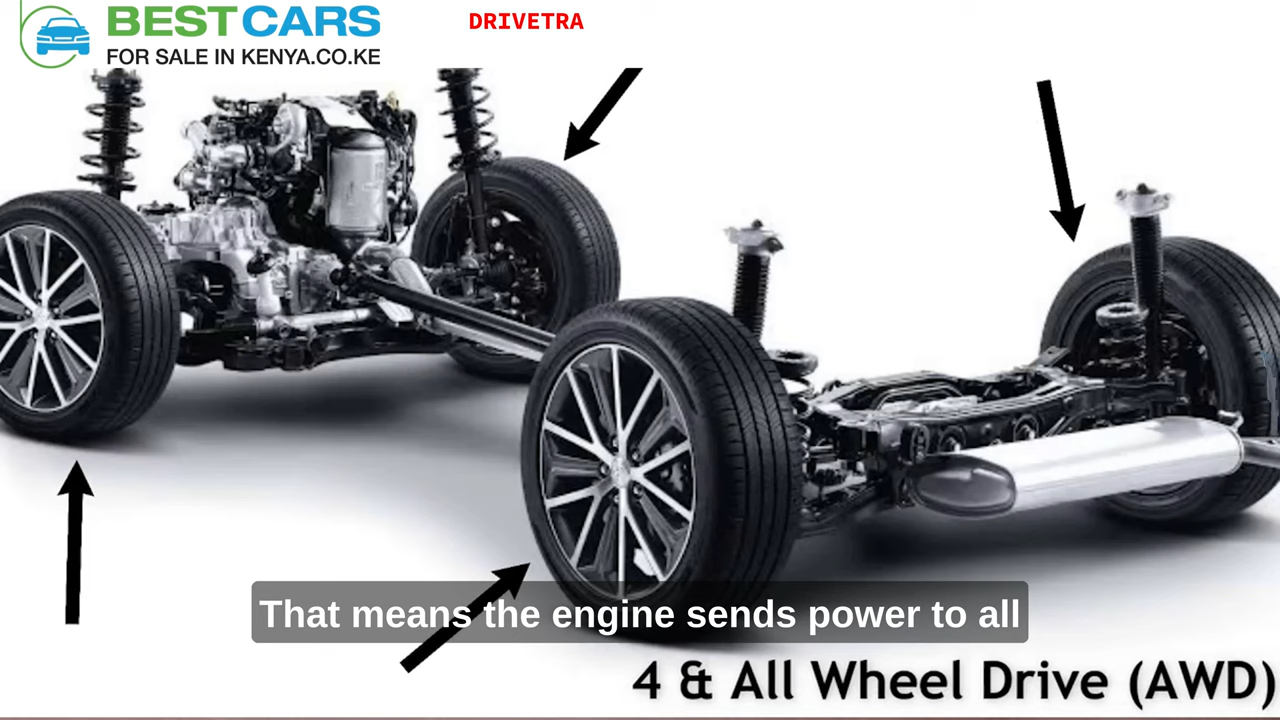 BESTCARS
FOR SALE IN KENYA.CO.KE
DRIVETRA
That means the engine sends power to all
4 & All Wheel Drive (AWD)